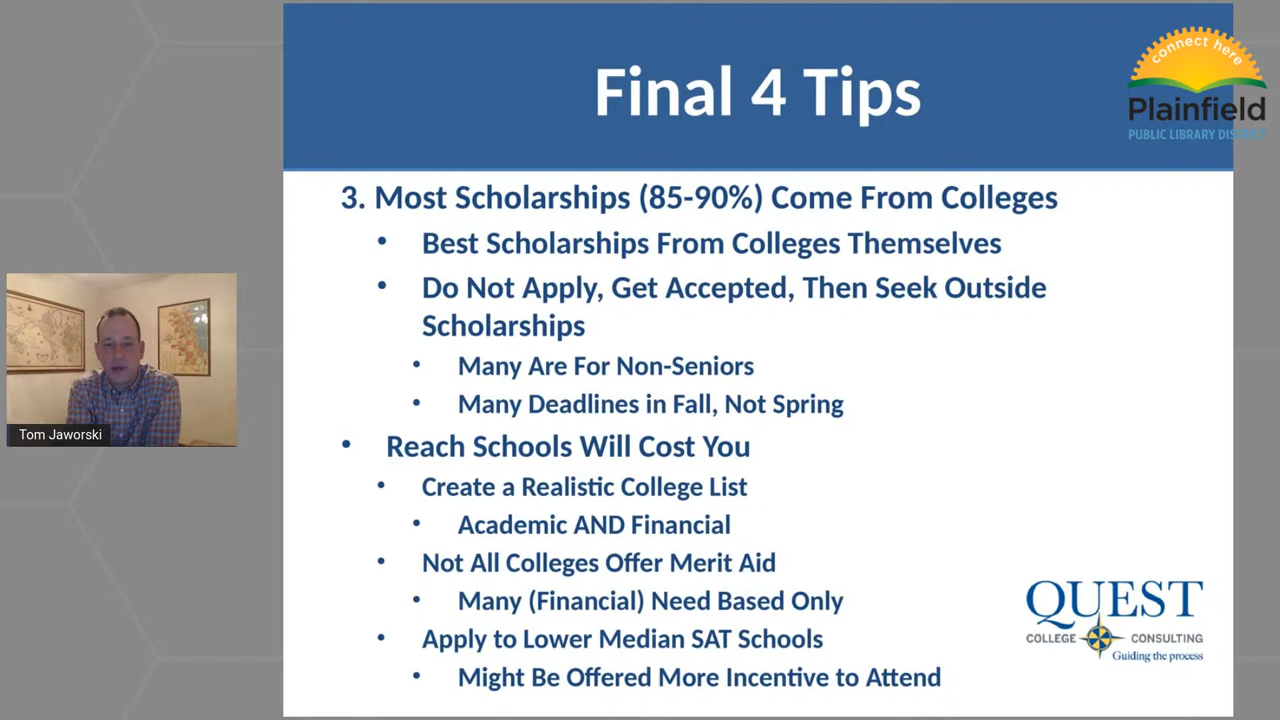 Final 4 Tips
connect here
Plainfield
PUBLIC LIBRARY DISTRICT
3. Most Scholarships (85-90%) Come From Colleges
• Best Scholarships From Colleges Themselves
• Do Not Apply, Get Accepted, Then Seek Outside
Scholarships
• Many Are For Non-Seniors
• Many Deadlines in Fall, Not Spring
• Reach Schools Will Cost You
• Create a Realistic College List
• Academic AND Financial
• Not All Colleges Offer Merit Aid
• Many (Financial) Need Based Only
• Apply to Lower Median SAT Schools
• Might Be Offered More Incentive to Attend
Tom Jaworski
QUEST
COLLEGE CONSULTING
Guiding the process